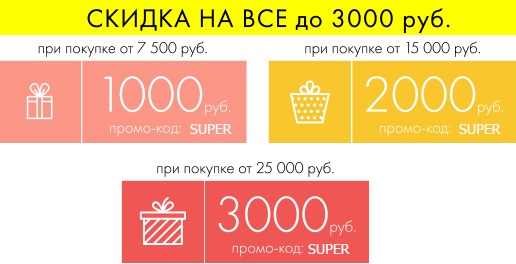 СКИДКА НА ВСЕ до 3000 руб.
при покупке от 7 500 руб.
при покупке от 15 000 руб.
1000 руб.
промо-код: SUPER
2000 руб.
промо-код: SUPER
при покупке от 25 000 руб.
3000 руб.
промо-код: SUPER